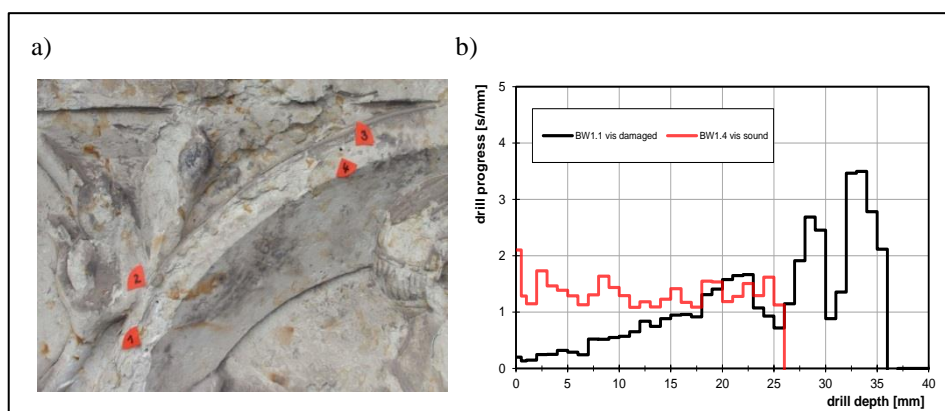 a)
b)
3
4
2
1
drill progress [s/mm]
5
4
3
2
1
0
BW1.1 vis damaged
BW1.4 vis sound
0 5 10 15 20 25 30 35 40
drill depth [mm]